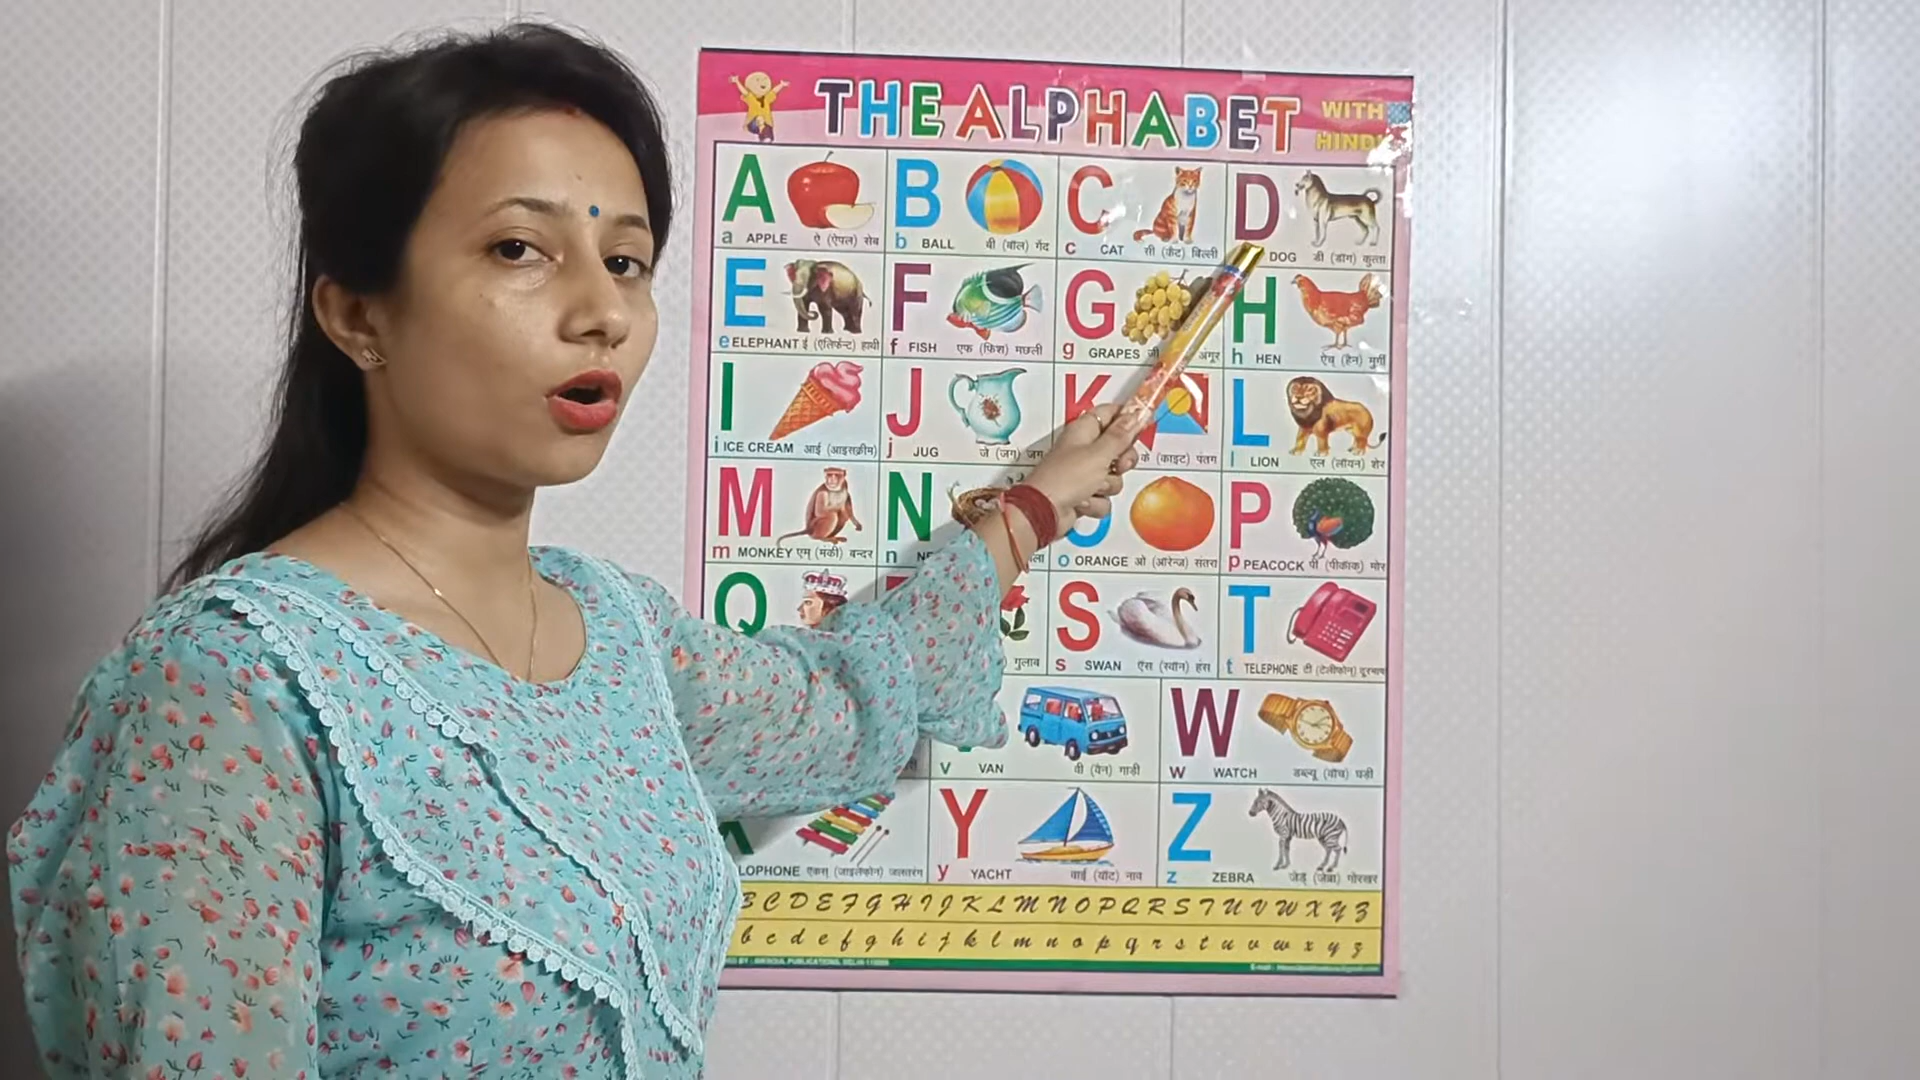 THE ALPHABET WITH HINDI
A B C D
a APPLE ऐ (ऐपल) सेब b BALL बी (बॉल) गेंद c CAT सी (कैट) बिल्ली DOG डी (डॉग) कुत्ता
E F G H
e ELEPHANT ई (एलिफेन्ट) हाथी f FISH एफ (फिश) मछली g GRAPES जी अंगूर h HEN ऐच् (हेन) मुर्गी
I J K L
i ICE CREAM आई (आइसक्रीम) j JUG जे (जग) जग के (काइट) पंतग l LION एल (लॉयन) शेर
M N O P
m MONKEY एम् (मंकी) बन्दर n o ORANGE ओ (ऑरेन्ज) संतरा p PEACOCK पी (पीकॉक) मोर
Q S T
गुलाब s SWAN ऐस (स्वॉन) हंस t TELEPHONE टी (टेलीफोन) दूरभाष
W
v VAN वी (वैन) गाड़ी w WATCH डब्ल्यू (वॉच) घड़ी
X Y Z
LOPHONE एक्स् (जाइलोफोन) जलतरंग y YACHT वाई (यॉट) नाव z ZEBRA जेड् (जेब्रा) गोरखर
B C D E F G H I J K L M N O P Q R S T U V W X Y Z
b c d e f g h i j k l m n o p q r s t u v w x y z